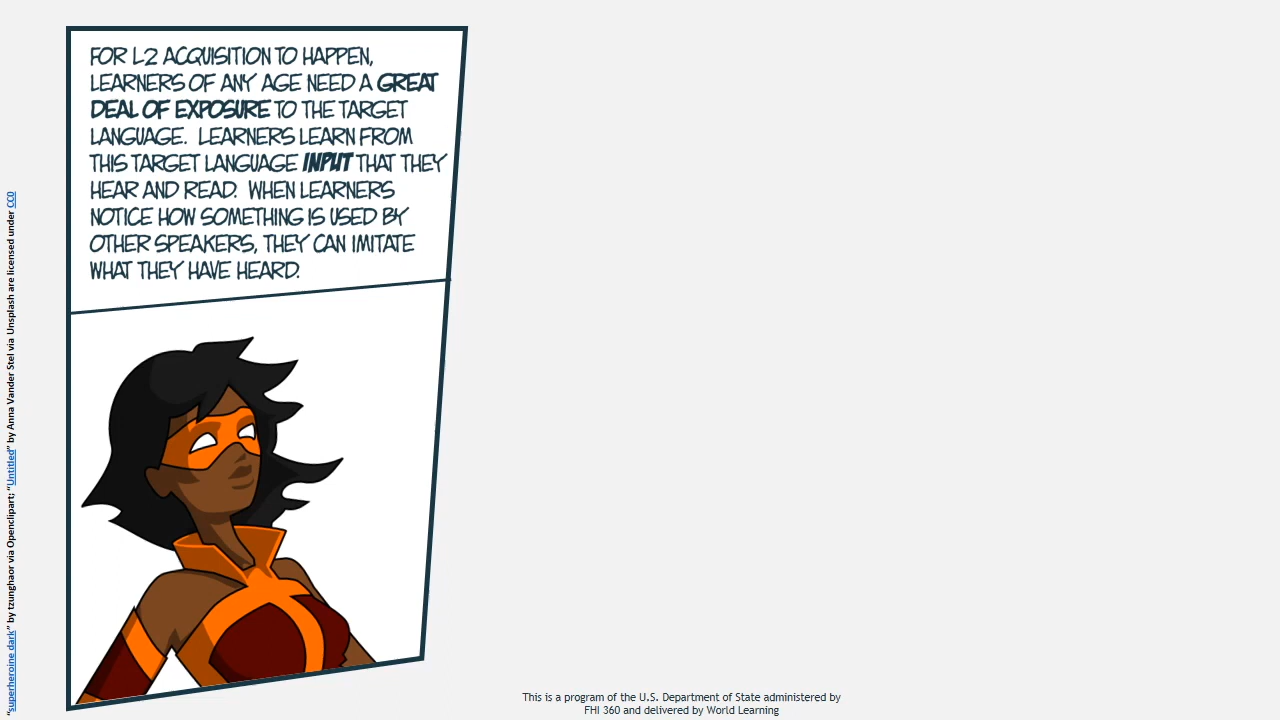 FOR L2 ACQUISITION TO HAPPEN,
LEARNERS OF ANY AGE NEED A GREAT
DEAL OF EXPOSURE TO THE TARGET
LANGUAGE. LEARNERS LEARN FROM
THIS TARGET LANGUAGE INPUT THAT THEY
HEAR AND READ. WHEN LEARNERS
NOTICE HOW SOMETHING IS USED BY
OTHER SPEAKERS, THEY CAN IMITATE
WHAT THEY HAVE HEARD.
"superheroine dark" by tzunghaor via Openclipart; "Untitled" by Anna Vander Stel via Unsplash are licensed under CC0
This is a program of the U.S. Department of State administered by
FHI 360 and delivered by World Learning